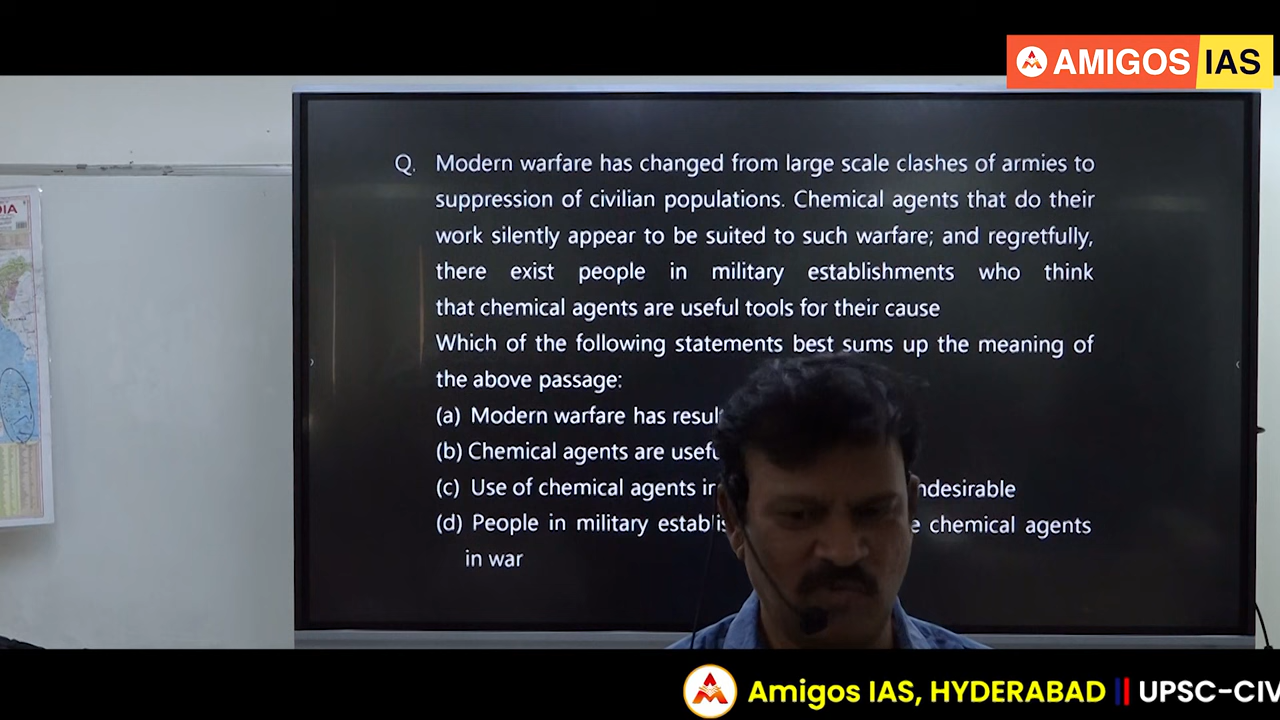 AMIGOS IAS
DIA
Q. Modern warfare has changed from large scale clashes of armies to
suppression of civilian populations. Chemical agents that do their
work silently appear to be suited to such warfare; and regretfully,
there exist people in military establishments who think
that chemical agents are useful tools for their cause
Which of the following statements best sums up the meaning of
the above passage:
(a) Modern warfare has resul
(b) Chemical agents are usefu
(c) Use of chemical agents in ndesirable
(d) People in military establis e chemical agents
in war
Amigos IAS, HYDERABAD || UPSC-CIV